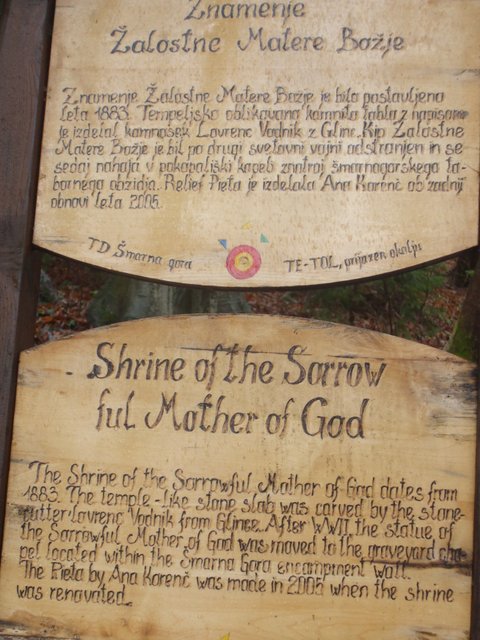 Znamenje
Žalostne Matere Božje
Znamenje Žalostne Matere Božje je bilo postavljeno
leta 1883. Tempeljsko oblikovana kamnita tabla z napisom
je izdelal kamnosek Lovrenc Vodnik z Glinc. Kip Žalostne
Matere Božje je bil po drugi svetovni vojni odstranjen in se
sedaj nahaja v pokopališki kapeli znotraj šmarnogorskega ta-
bornega obzidja. Relief Pieta je izdelala Ana Karenč ob zadnji
obnovi leta 2005.
TD Šmarna gora
TE-TOL, prijazen okolju
Shrine of the Sorrow
ful Mother of God
The Shrine of the Sorrowful Mother of God dates from
1883. The temple-like stone slab was carved by the stone-
cutter Lovrenc Vodnik from Glince. After WWII the statue of
the Sorrowful Mother of God was moved to the graveyard cha-
pel located within the Šmarna Gora encampment wall.
The Pieta by Ana Karenč was made in 2005 when the shrine
was renovated.